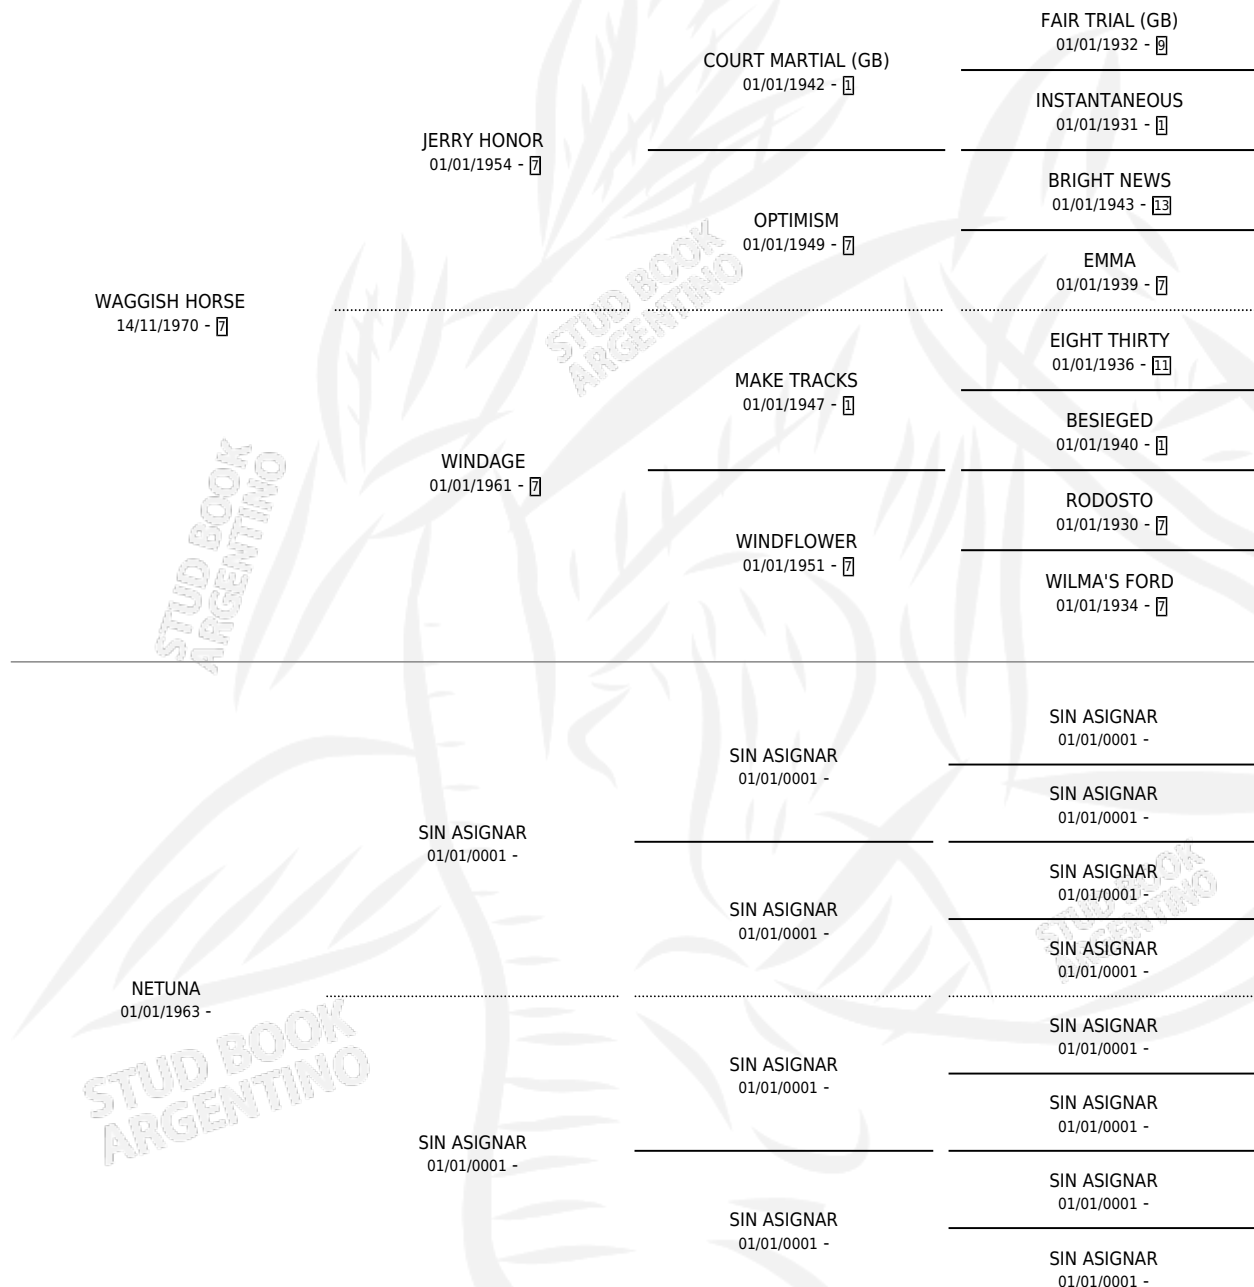 FAIR TRIAL (GB)
01/01/1932 - 9
COURT MARTIAL (GB)
01/01/1942 - 1
INSTANTANEOUS
01/01/1931 - 1
JERRY HONOR
01/01/1954 - 7
BRIGHT NEWS
01/01/1943 - 13
OPTIMISM
01/01/1949 - 7
EMMA
01/01/1939 - 7
WAGGISH HORSE
14/11/1970 - 7
EIGHT THIRTY
01/01/1936 - 11
MAKE TRACKS
01/01/1947 - 1
BESIEGED
01/01/1940 - 1
WINDAGE
01/01/1961 - 7
RODOSTO
01/01/1930 - 7
WINDFLOWER
01/01/1951 - 7
WILMA'S FORD
01/01/1934 - 7
SIN ASIGNAR
01/01/0001 -
SIN ASIGNAR
01/01/0001 -
SIN ASIGNAR
01/01/0001 -
SIN ASIGNAR
01/01/0001 -
SIN ASIGNAR
01/01/0001 -
SIN ASIGNAR
01/01/0001 -
SIN ASIGNAR
01/01/0001 -
NETUNA
01/01/1963 -
SIN ASIGNAR
01/01/0001 -
SIN ASIGNAR
01/01/0001 -
SIN ASIGNAR
01/01/0001 -
SIN ASIGNAR
01/01/0001 -
SIN ASIGNAR
01/01/0001 -
SIN ASIGNAR
01/01/0001 -
SIN ASIGNAR
01/01/0001 -
STUD BOOK
ARGENTINO
STUD BOOK
ARGENTINO
STUD BOOK
ARGENTINO
STUD BOOK
ARGENTINO